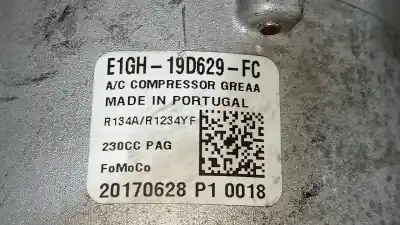 E1GH-19D629-FC
A/C COMPRESSOR GREAA
MADE IN PORTUGAL
R134A/R1234YF
230CC PAG
FoMoCo
20170628 P1 0018